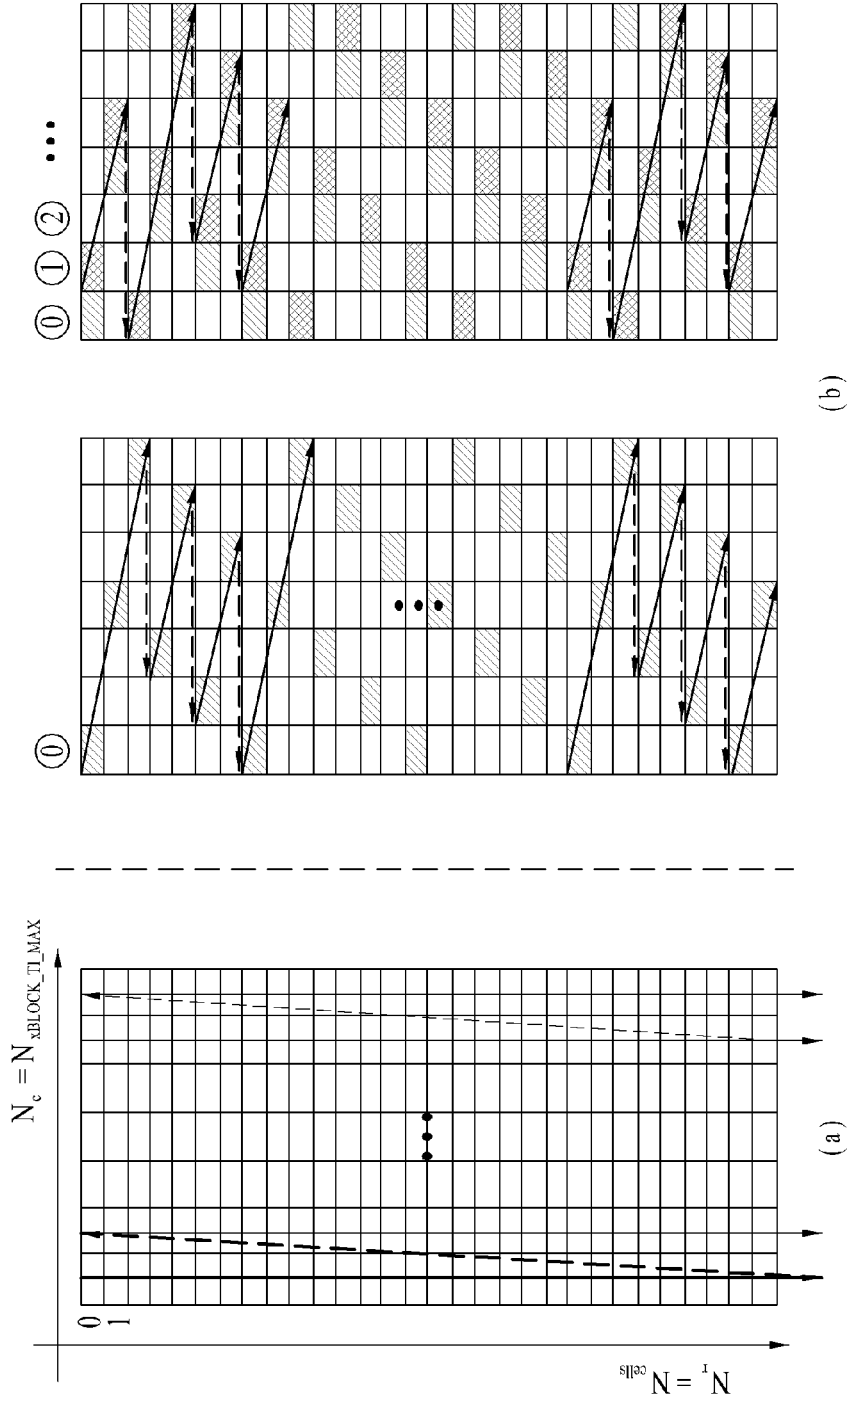 N_c = N_xBLOCK_TI_MAX
0
1
N_r = N_cells
(a)
0
0 1 2
(b)